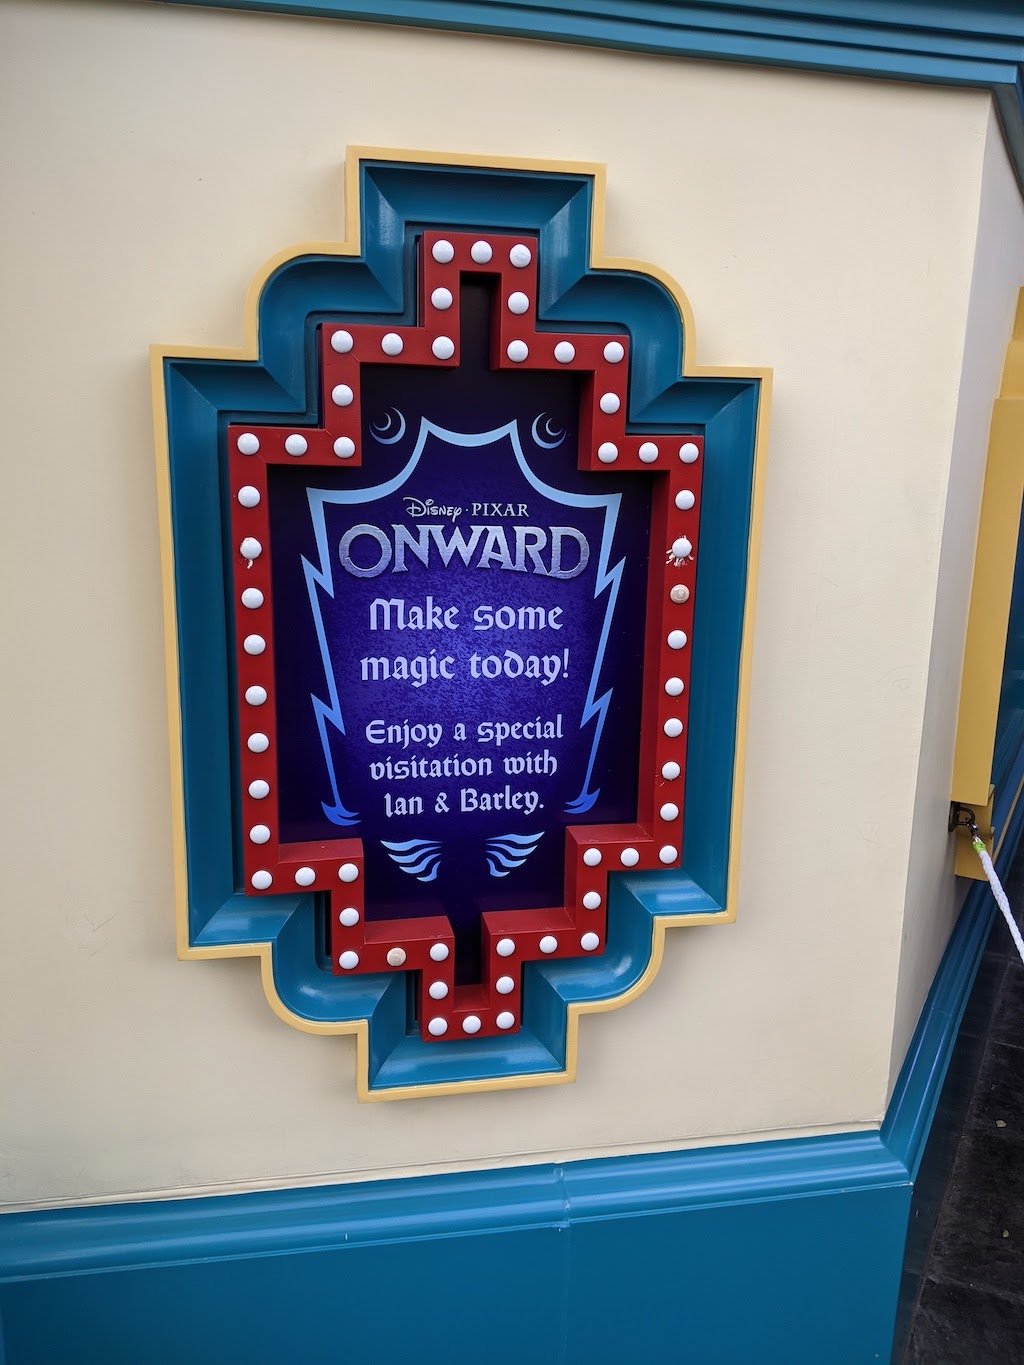 Disney · PIXAR
ONWARD
Make some
magic today!
Enjoy a special
visitation with
Ian & Barley.